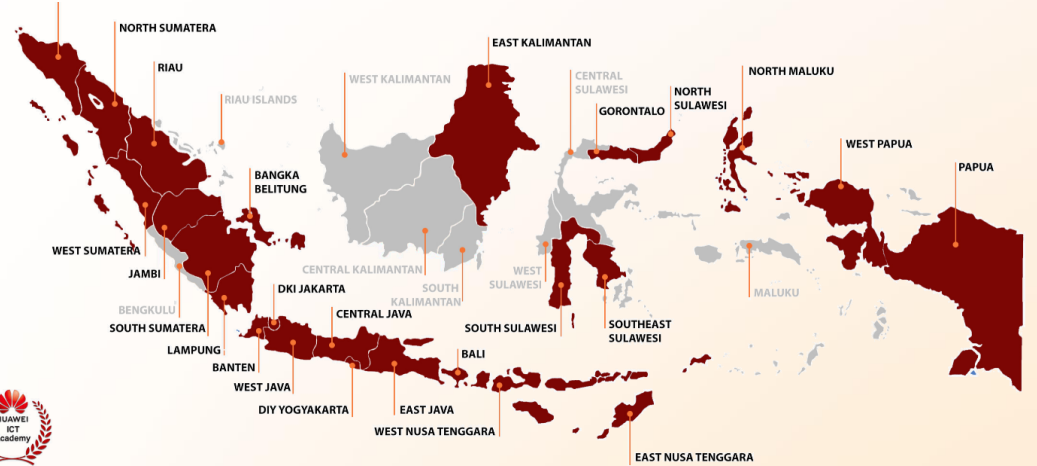 NORTH SUMATERA
RIAU
RIAU ISLANDS
BANGKA
BELITUNG
WEST SUMATERA
JAMBI
BENGKULU
SOUTH SUMATERA
LAMPUNG
BANTEN
DKI JAKARTA
WEST JAVA
CENTRAL JAVA
DIY YOGYAKARTA
EAST JAVA
BALI
WEST NUSA TENGGARA
EAST NUSA TENGGARA
WEST KALIMANTAN
EAST KALIMANTAN
CENTRAL KALIMANTAN
SOUTH
KALIMANTAN
CENTRAL
SULAWESI
GORONTALO
NORTH
SULAWESI
WEST
SULAWESI
SOUTH SULAWESI
SOUTHEAST
SULAWESI
NORTH MALUKU
MALUKU
WEST PAPUA
PAPUA
HUAWEI
ICT
Academy